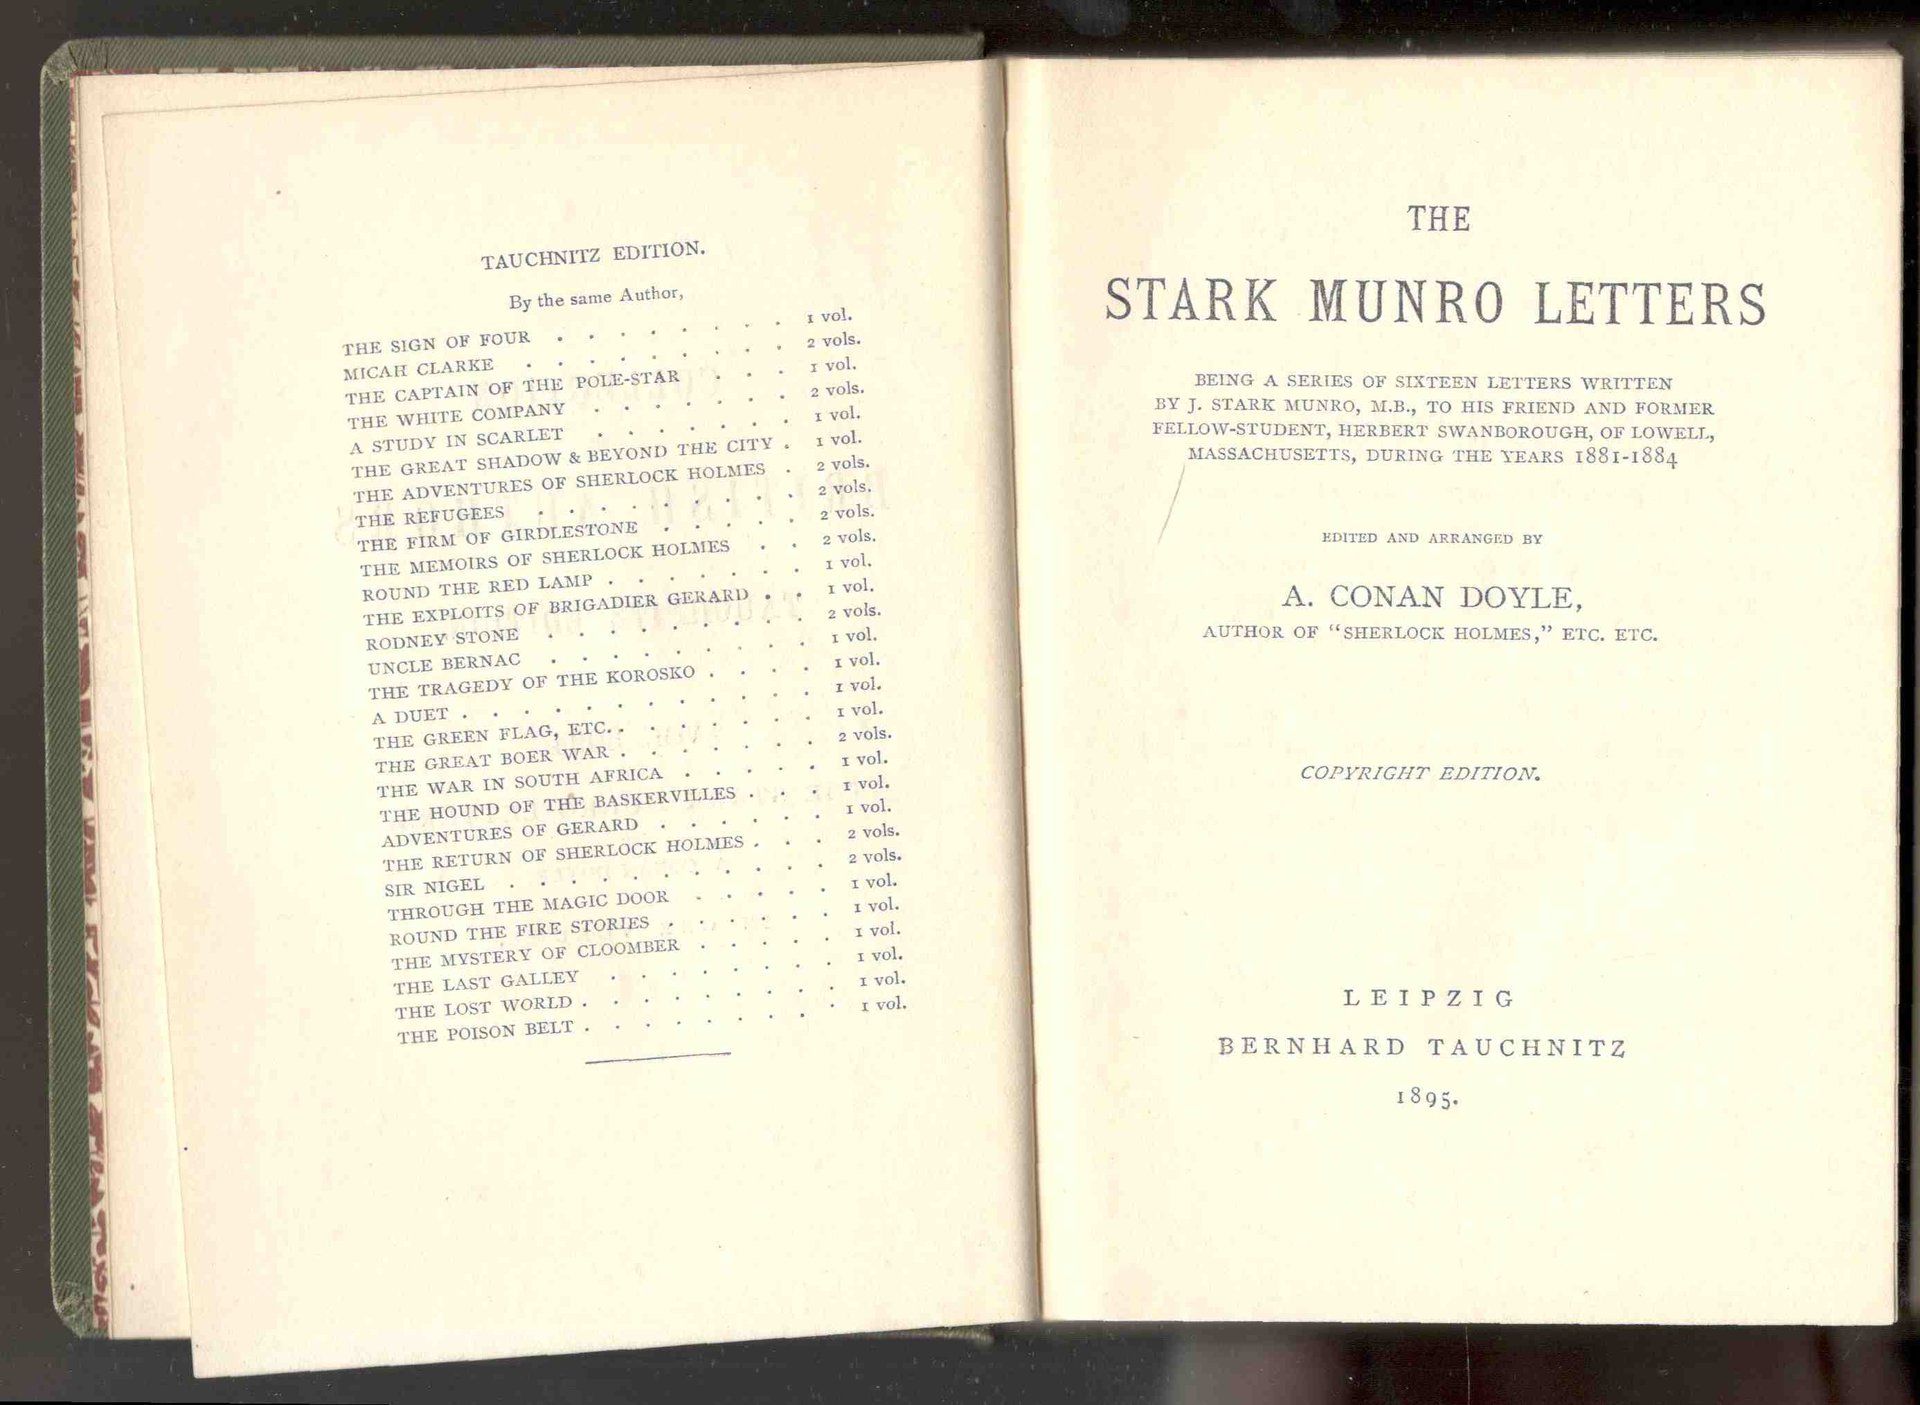 TAUCHNITZ EDITION.
By the same Author,
THE SIGN OF FOUR . . . . . . . . 1 vol.
MICAH CLARKE . . . . . . . . . 2 vols.
THE CAPTAIN OF THE POLE-STAR . . . 1 vol.
THE WHITE COMPANY . . . . . . . 2 vols.
A STUDY IN SCARLET . . . . . . . 1 vol.
THE GREAT SHADOW & BEYOND THE CITY . 1 vol.
THE ADVENTURES OF SHERLOCK HOLMES . 2 vols.
THE REFUGEES . . . . . . . . . 2 vols.
THE FIRM OF GIRDLESTONE . . . . . 2 vols.
THE MEMOIRS OF SHERLOCK HOLMES . . 2 vols.
ROUND THE RED LAMP . . . . . . . 1 vol.
THE EXPLOITS OF BRIGADIER GERARD . . 1 vol.
RODNEY STONE . . . . . . . . . 2 vols.
UNCLE BERNAC . . . . . . . . . 1 vol.
THE TRAGEDY OF THE KOROSKO . . . . 1 vol.
A DUET . . . . . . . . . . . . 1 vol.
THE GREEN FLAG, ETC. . . . . . . . 1 vol.
THE GREAT BOER WAR . . . . . . . 2 vols.
THE WAR IN SOUTH AFRICA . . . . . 1 vol.
THE HOUND OF THE BASKERVILLES . . . 1 vol.
ADVENTURES OF GERARD . . . . . . 1 vol.
THE RETURN OF SHERLOCK HOLMES . . . 2 vols.
SIR NIGEL . . . . . . . . . . . 2 vols.
THROUGH THE MAGIC DOOR . . . . . 1 vol.
ROUND THE FIRE STORIES . . . . . . 1 vol.
THE MYSTERY OF CLOOMBER . . . . . 1 vol.
THE LAST GALLEY . . . . . . . . 1 vol.
THE LOST WORLD . . . . . . . . . 1 vol.
THE POISON BELT . . . . . . . . . 1 vol.
THE
STARK MUNRO LETTERS
BEING A SERIES OF SIXTEEN LETTERS WRITTEN
BY J. STARK MUNRO, M.B., TO HIS FRIEND AND FORMER
FELLOW-STUDENT, HERBERT SWANBOROUGH, OF LOWELL,
MASSACHUSETTS, DURING THE YEARS 1881-1884
EDITED AND ARRANGED BY
A. CONAN DOYLE,
AUTHOR OF "SHERLOCK HOLMES," ETC. ETC.
COPYRIGHT EDITION.
LEIPZIG
BERNHARD TAUCHNITZ
1895.